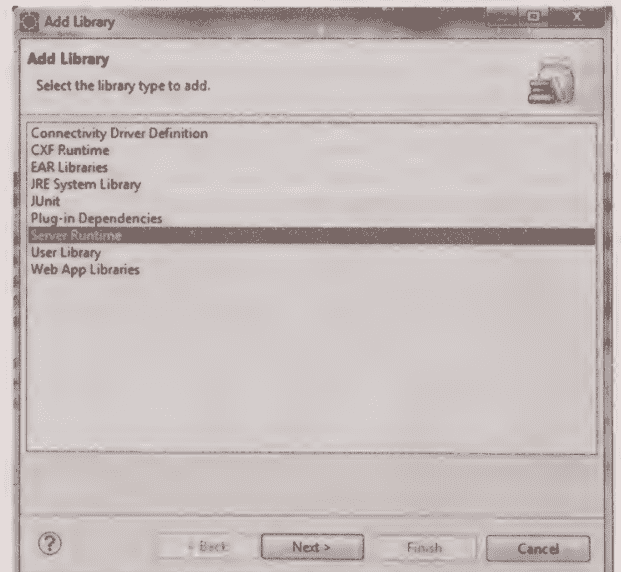 Add Library
Add Library
Select the library type to add.
Connectivity Driver Definition
CXF Runtime
EAR Libraries
JRE System Library
JUnit
Plug-in Dependencies
Server Runtime
User Library
Web App Libraries
? < Back Next > Finish Cancel